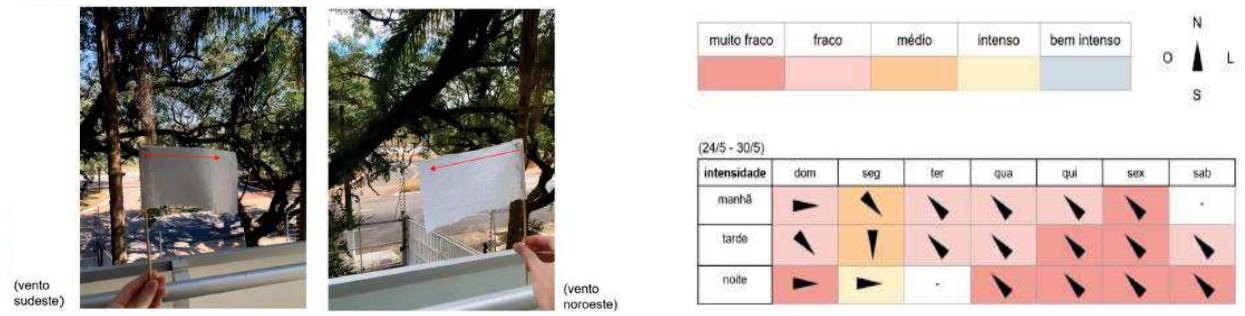 (vento
sudeste)
(vento
noroeste)
muito fraco fraco médio intenso bem intenso
N
O L
S
(24/5 - 30/5)
intensidade dom seg ter qua qui sex sab
manhã -
tarde
noite -